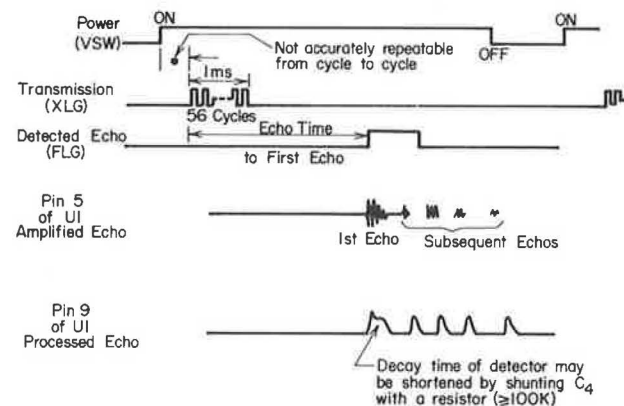 Power
(VSW)
ON
OFF
ON
*
Not accurately repeatable
from cycle to cycle
1ms
Transmission
(XLG)
56 Cycles
Detected Echo
(FLG)
Echo Time
to First Echo
Pin 5
of UI
Amplified Echo
1st Echo
Subsequent Echos
Pin 9
of UI
Processed Echo
Decay time of detector may
be shortened by shunting C4
with a resistor (≥100K)